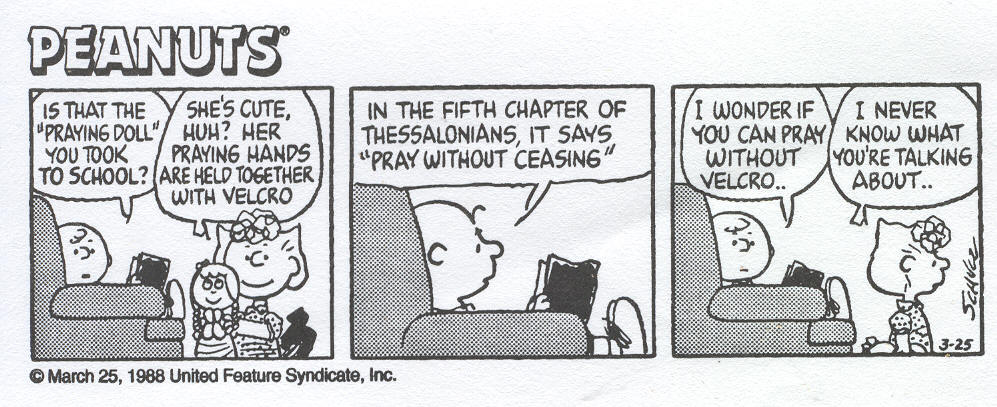 PEANUTS®
IS THAT THE
"PRAYING DOLL"
YOU TOOK
TO SCHOOL?
SHE'S CUTE,
HUH? HER
PRAYING HANDS
ARE HELD TOGETHER
WITH VELCRO
IN THE FIFTH CHAPTER OF
THESSALONIANS, IT SAYS
"PRAY WITHOUT CEASING"
I WONDER IF
YOU CAN PRAY
WITHOUT
VELCRO..
I NEVER
KNOW WHAT
YOU'RE TALKING
ABOUT..
SCHULZ
3-25
© March 25, 1988 United Feature Syndicate, Inc.